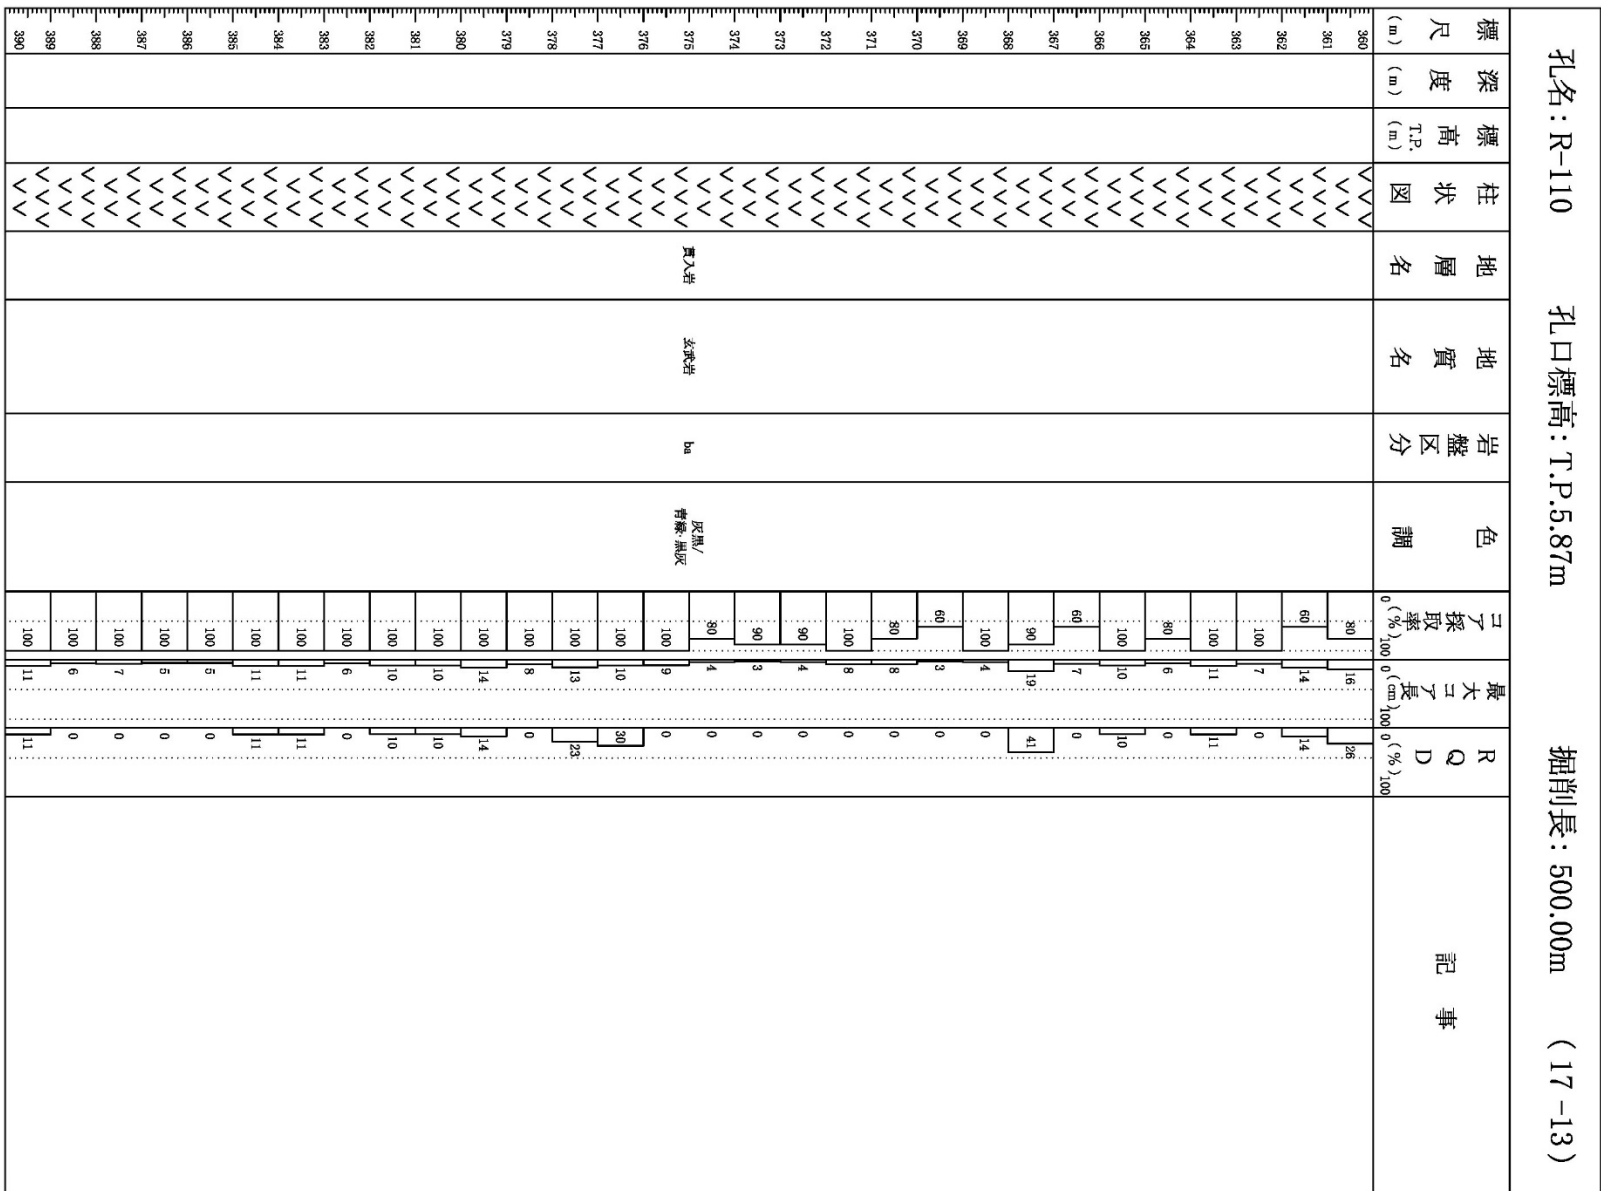 孔名：R-110 孔口標高：T.P.5.87m 掘削長：500.00m (17-13)
標尺(m) 深度(m) 標高T.P.(m) 柱状図 地層名 地質名 岩盤区分 色調 コア採取率(%) 0 100 最大コア長(cm) 0 100 RQD(%) 0 100 記事
360
80 16 26
361
60 14 14
362
100 7 0
363
100 11 11
364
80 6 0
365
100 10 10
366
60 7 0
367
90 19 41
368
100 4 0
369
60 3 0
370
80 8 0
371
100 8 0
372
90 4 0
373
90 3 0
374
80 4 0
375 貫入岩 玄武岩 ba 灰黒/
青緑・黒灰
100 9 0
376
100 10 30
377
100 13 23
378
100 8 0
379
100 14 14
380
100 10 10
381
100 10 10
382
100 6 0
383
100 11 11
384
100 11 11
385
100 5 0
386
100 5 0
387
100 7 0
388
100 6 0
389
100 11 11
390